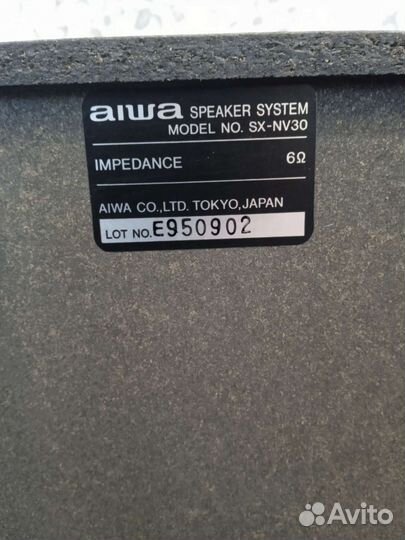 aiwa SPEAKER SYSTEM
MODEL NO. SX-NV30
IMPEDANCE 6Ω
AIWA CO.,LTD. TOKYO,JAPAN
LOT NO.E950902
Avito